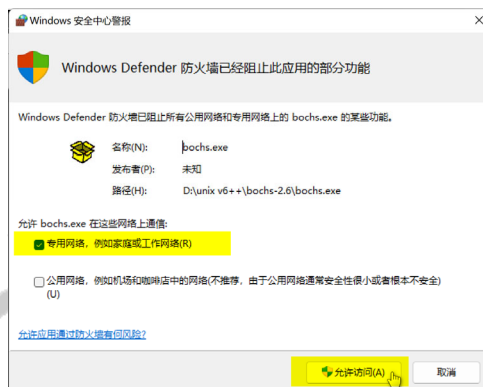 Windows 安全中心警报
Windows Defender 防火墙已经阻止此应用的部分功能
Windows Defender 防火墙已阻止所有公用网络和专用网络上的 bochs.exe 的某些功能。
名称(N): bochs.exe
发布者(P): 未知
路径(H): D:\unix v6++\bochs-2.6\bochs.exe
允许 bochs.exe 在这些网络上通信:
专用网络，例如家庭或工作网络(R)
公用网络，例如机场和咖啡店中的网络(不推荐，由于公用网络通常安全性很小或者根本不安全)
(U)
允许应用通过防火墙有何风险?
允许访问(A) 取消